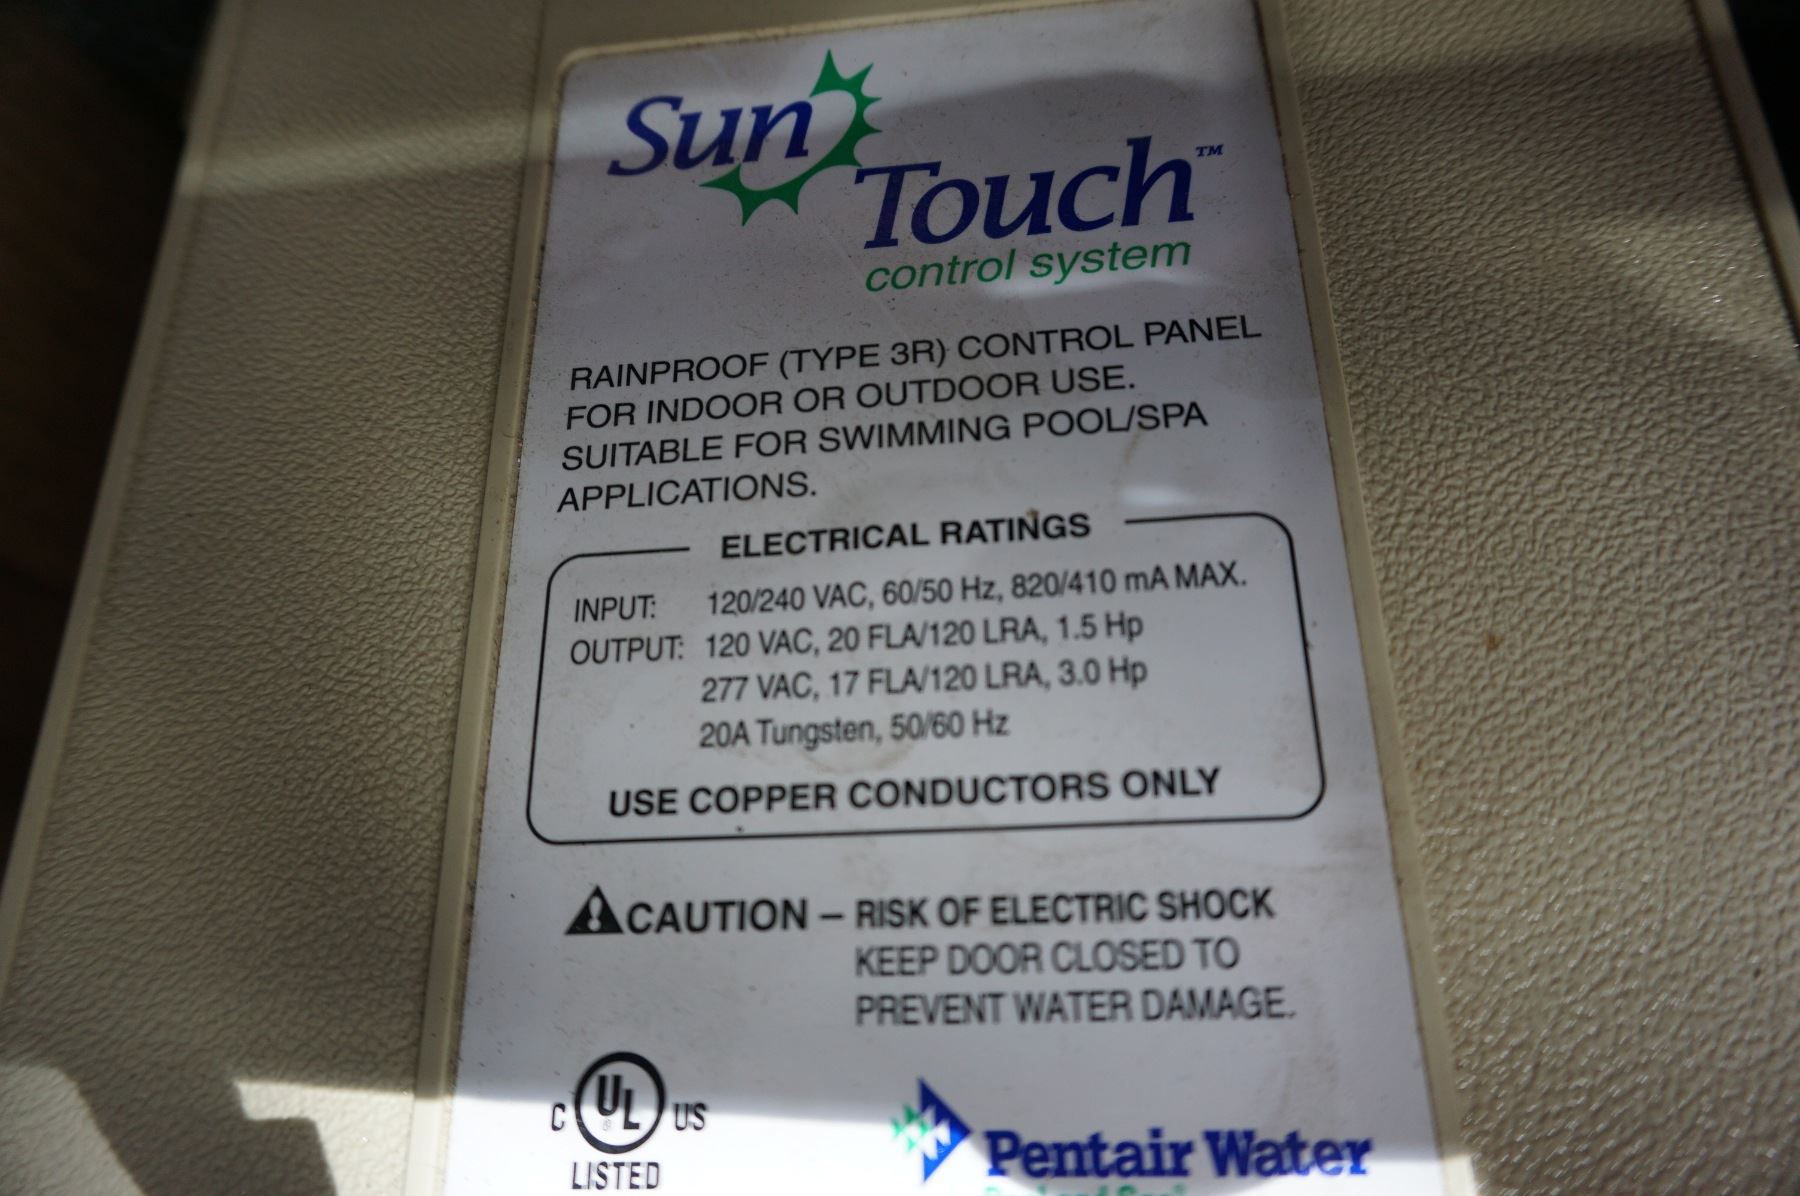 Sun
Touch™
control system
RAINPROOF (TYPE 3R) CONTROL PANEL
FOR INDOOR OR OUTDOOR USE.
SUITABLE FOR SWIMMING POOL/SPA
APPLICATIONS.
ELECTRICAL RATINGS
INPUT: 120/240 VAC, 60/50 Hz, 820/410 mA MAX.
OUTPUT: 120 VAC, 20 FLA/120 LRA, 1.5 Hp
277 VAC, 17 FLA/120 LRA, 3.0 Hp
20A Tungsten, 50/60 Hz
USE COPPER CONDUCTORS ONLY
CAUTION – RISK OF ELECTRIC SHOCK
KEEP DOOR CLOSED TO
PREVENT WATER DAMAGE.
C UL US
LISTED
Pentair Water